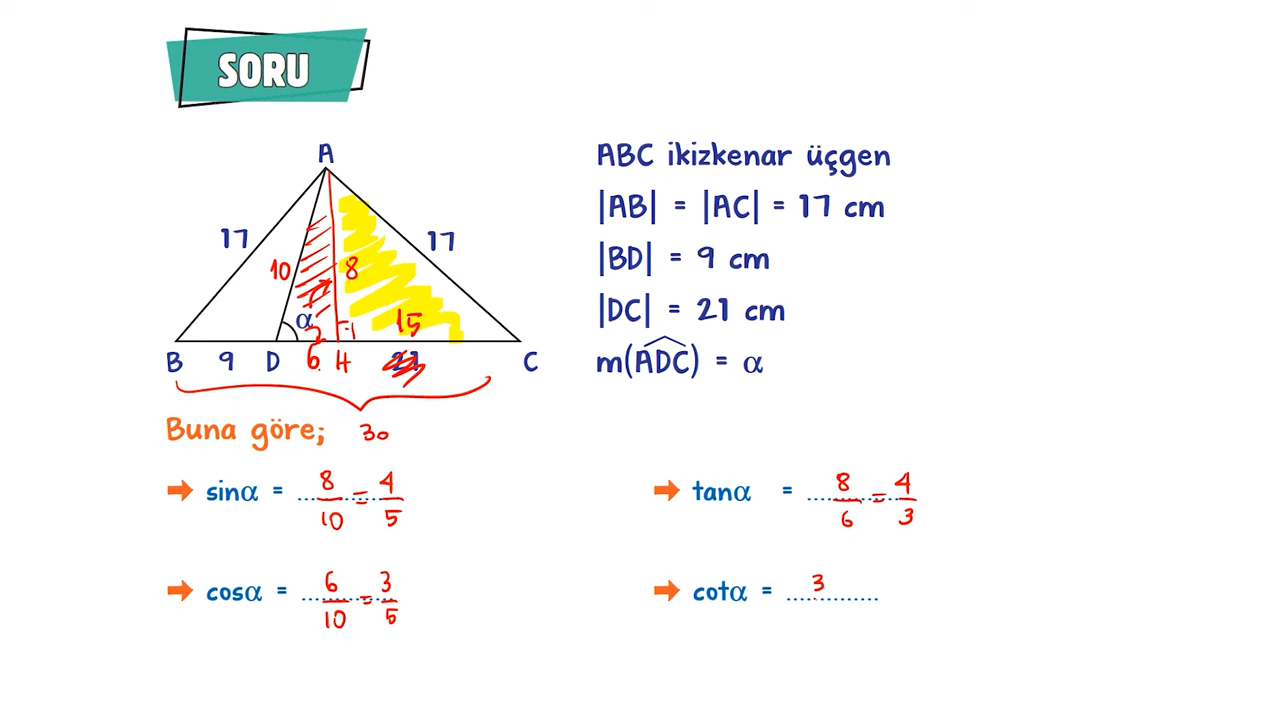 SORU
A
17
17
10
8
α
15
B 9 D 6 H 21 C
30
ABC ikizkenar üçgen
|AB| = |AC| = 17 cm
|BD| = 9 cm
|DC| = 21 cm
m(ADC) = α
Buna göre;
sinα = 8/10 = 4/5
tanα = 8/6 = 4/3
cosα = 6/10 = 3/5
cotα = 3